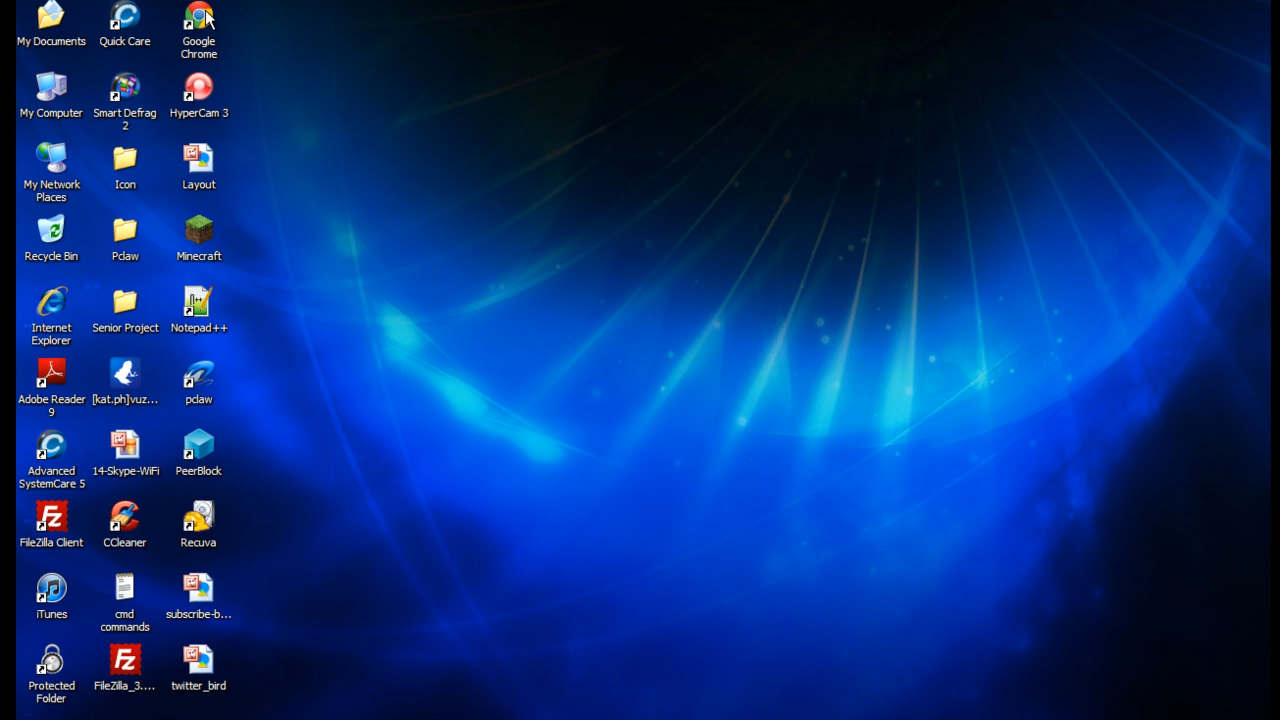 My Documents
Quick Care
Google
Chrome
My Computer
Smart Defrag
2
HyperCam 3
My Network
Places
Icon
Layout
Recycle Bin
Pclaw
Minecraft
Internet
Explorer
Senior Project
Notepad++
Adobe Reader
9
[kat.ph]vuz...
pclaw
Advanced
SystemCare 5
14-Skype-WiFi
PeerBlock
FileZilla Client
CCleaner
Recuva
iTunes
cmd
commands
subscribe-b...
Protected
Folder
FileZilla_3....
twitter_bird